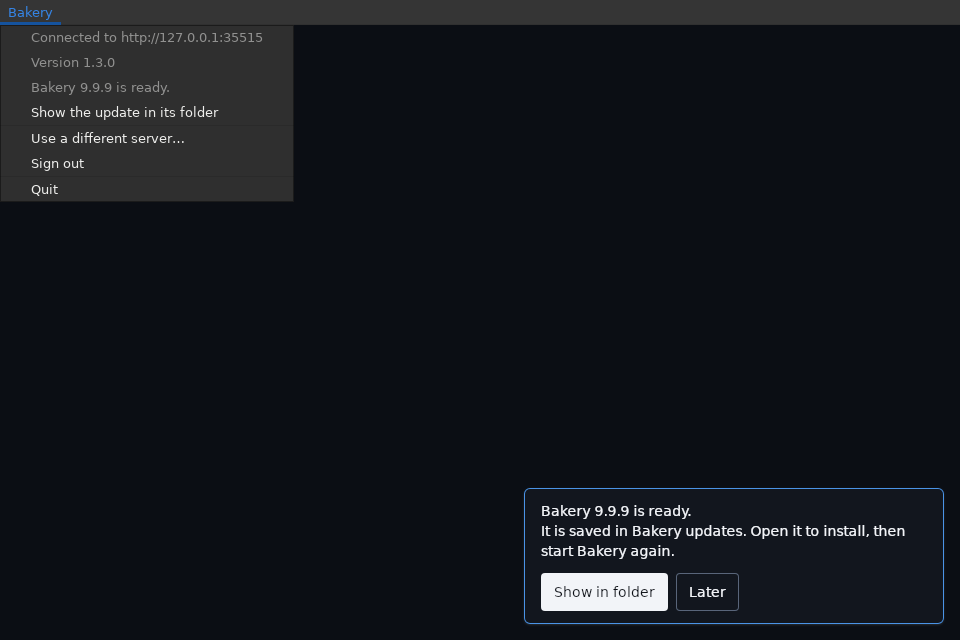 Bakery
Connected to http://127.0.0.1:35515
Version 1.3.0
Bakery 9.9.9 is ready.
Show the update in its folder
Use a different server...
Sign out
Quit
Bakery 9.9.9 is ready.
It is saved in Bakery updates. Open it to install, then
start Bakery again.
Show in folder
Later